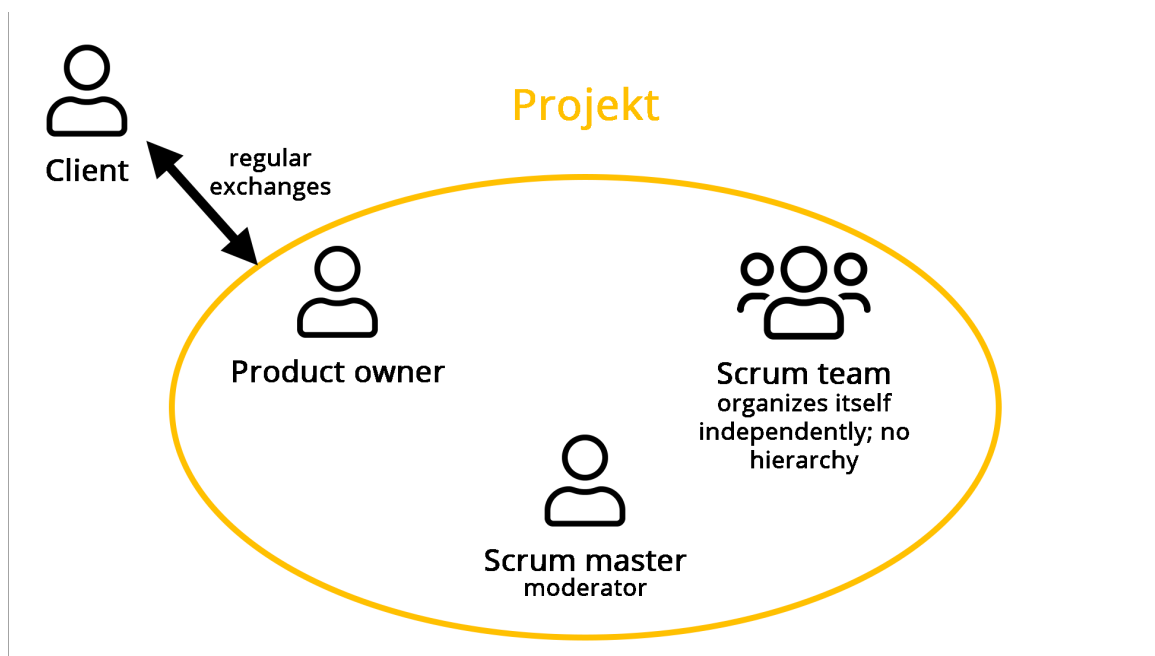 Projekt
Client
regular
exchanges
Product owner
Scrum team
organizes itself
independently; no
hierarchy
Scrum master
moderator